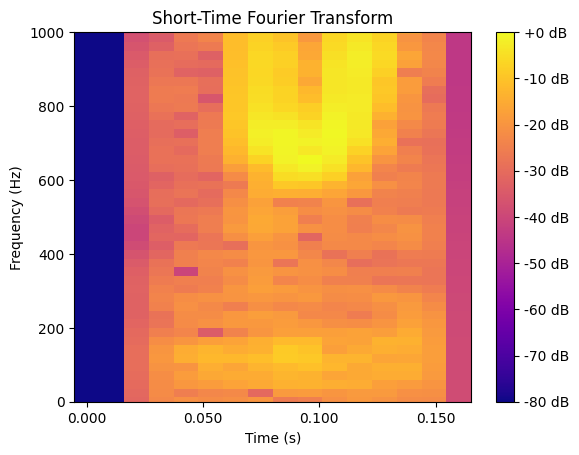 Short-Time Fourier Transform
1000
800
600
400
200
0
Frequency (Hz)
0.000 0.050 0.100 0.150
Time (s)
+0 dB
-10 dB
-20 dB
-30 dB
-40 dB
-50 dB
-60 dB
-70 dB
-80 dB